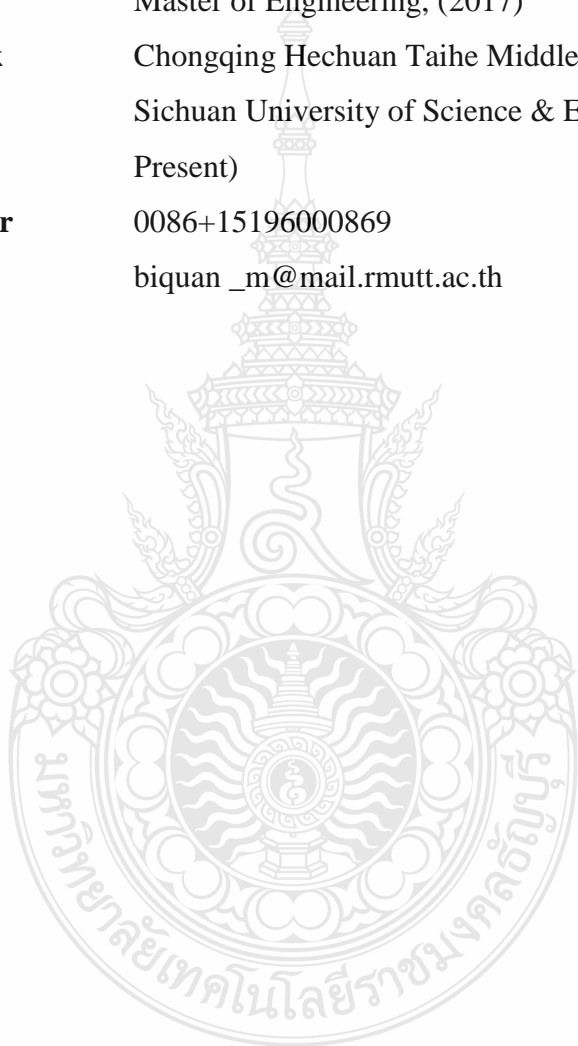 Master of Engineering, (2017)
Chongqing Hechuan Taihe Middle
Sichuan University of Science &
Present)
0086+15196000869
biquan _m@mail.rmutt.ac.th
มหาวิทยาลัยเทคโนโลยีราชมงคลธัญบุรี